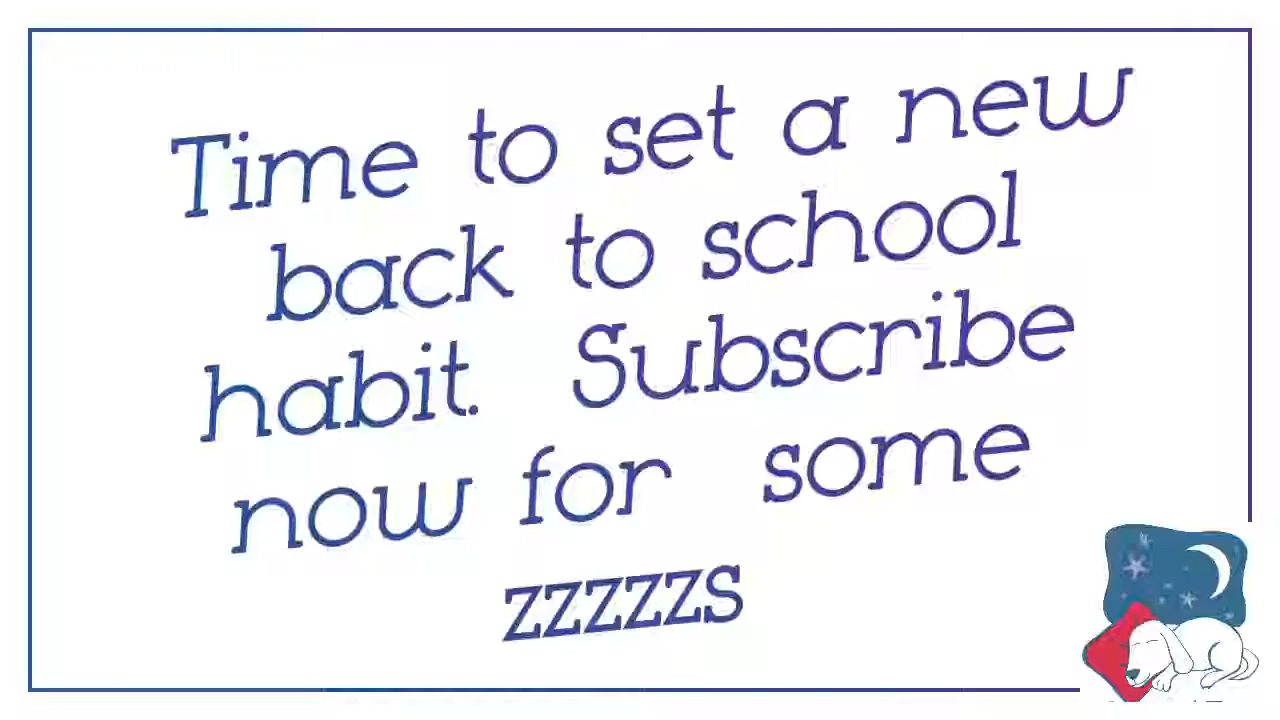 Time to set a new
back to school
habit. Subscribe
now for some
zzzzzs